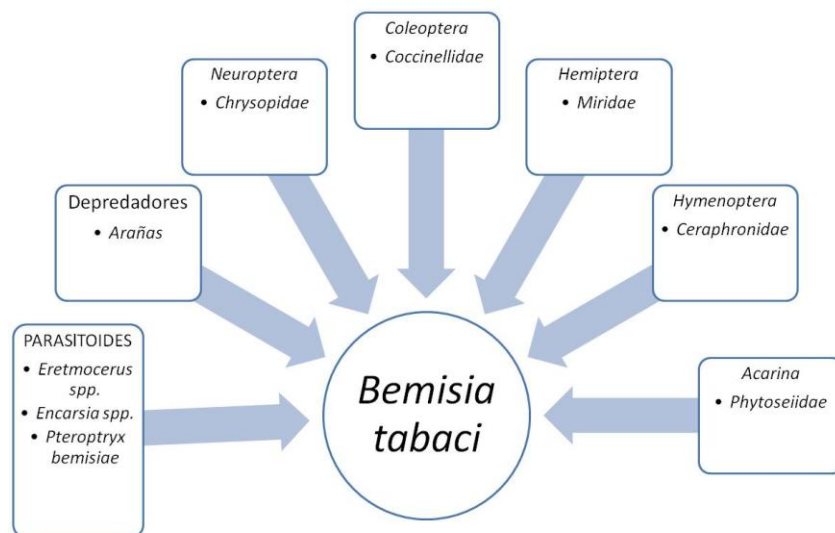 PARASITOIDES
• Eretmocerus
spp.
• Encarsia spp.
• Pteroptryx
bemisiae
Depredadores
• Arañas
Neuroptera
• Chrysopidae
Coleoptera
• Coccinellidae
Hemiptera
• Miridae
Hymenoptera
• Ceraphronidae
Acarina
• Phytoseiidae
Bemisia
tabaci